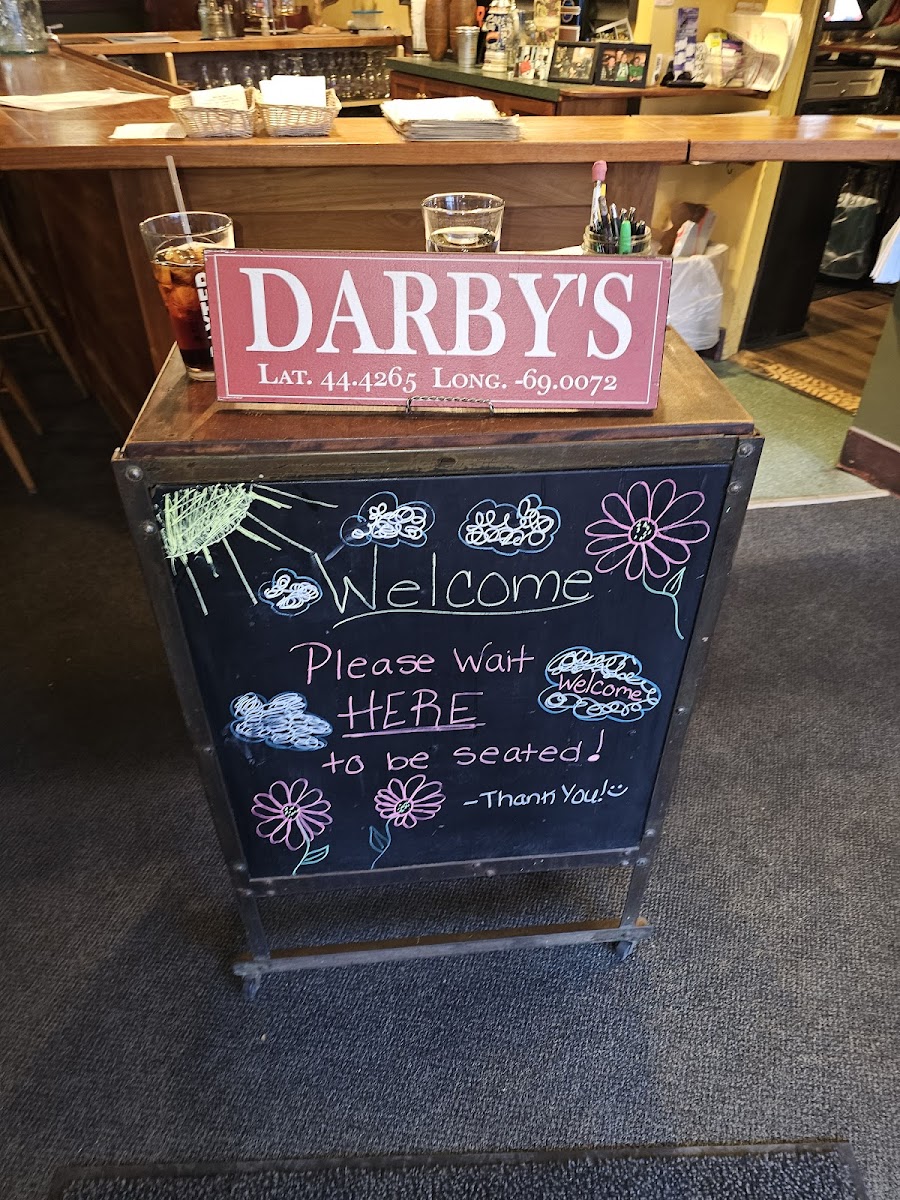 DARBY'S
LAT. 44.4265 LONG. -69.0072
Welcome
Please Wait
HERE
to be seated!
Welcome
-Thank You!